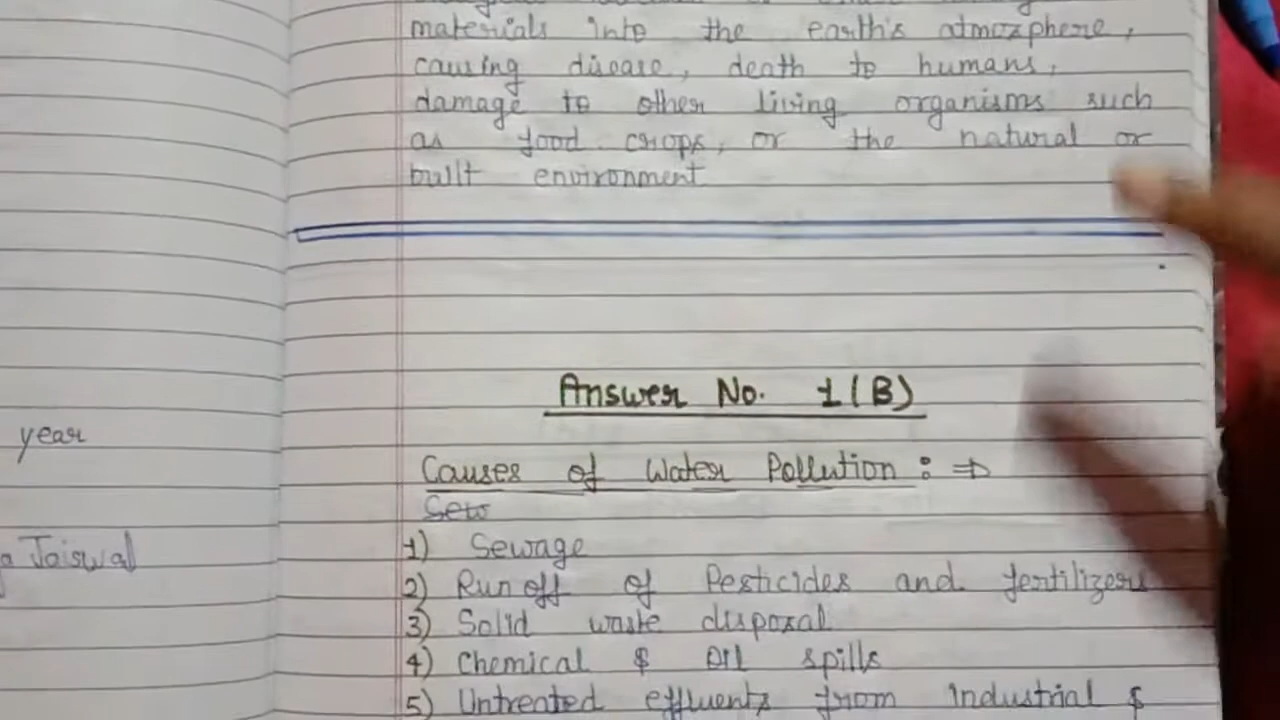 materials into the earth's atmosphere,
causing disease, death to humans,
damage to other living organisms such
as food crops, or the natural or
built environment
Answer No. 1(B)
year
Causes of Water Pollution : ⇒
Sew
Jaiswal
1) Sewage
2) Run off of Pesticides and fertilizers
3) Solid waste disposal
4) Chemical $ Oil spills
5) Untreated effluents from Industrial $